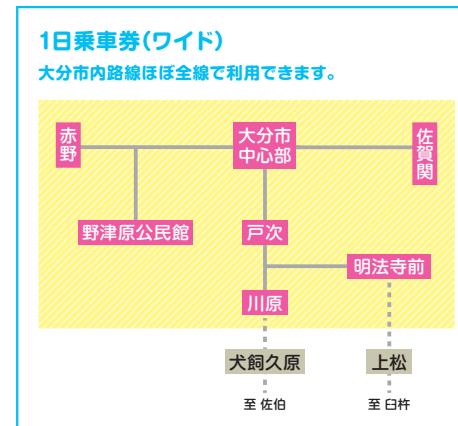 1日乗車券(ワイド)
大分市内路線ほぼ全線で利用できます。
赤野
大分市
中心部
佐賀関
野津原公民館
戸次
明法寺前
川原
犬飼久原
上松
至 佐伯
至 臼杵